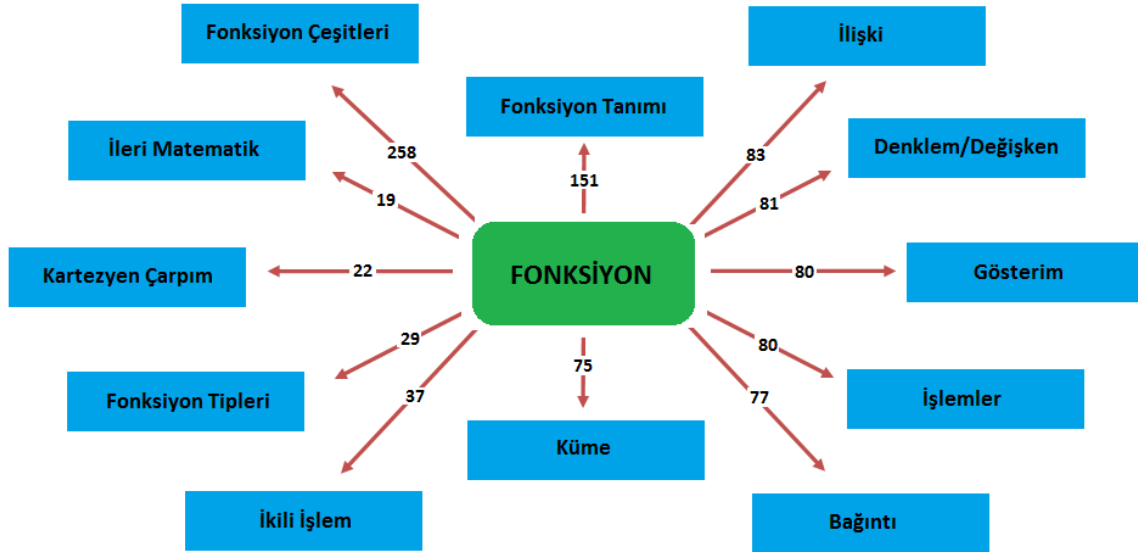 Fonksiyon Çeşitleri
İlişki
Fonksiyon Tanımı
İleri Matematik
Denklem/Değişken
258
83
151
19
81
Kartezyen Çarpım
22
FONKSİYON
80
Gösterim
29
75
80
Fonksiyon Tipleri
37
77
İşlemler
Küme
İkili İşlem
Bağıntı